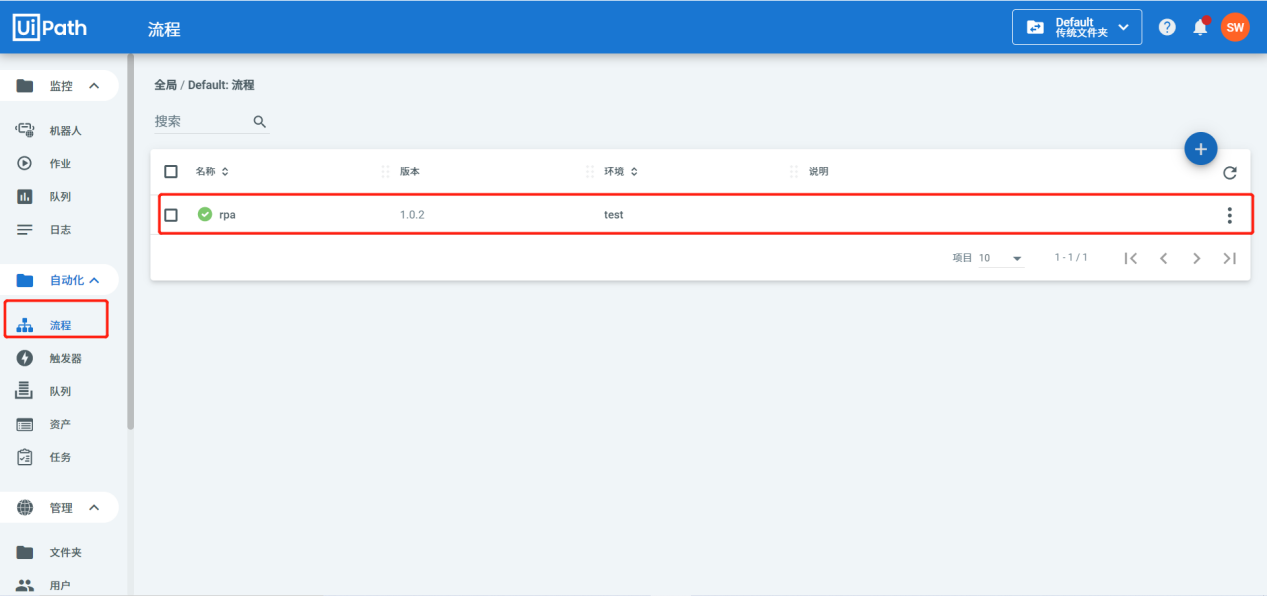 UiPath
流程
Default
传统文件夹
SW
监控
机器人
作业
队列
日志
自动化
流程
触发器
队列
资产
任务
管理
文件夹
用户
全局 / Default: 流程
搜索
名称 版本 环境 说明
rpa 1.0.2 test
项目 10 1 - 1 / 1